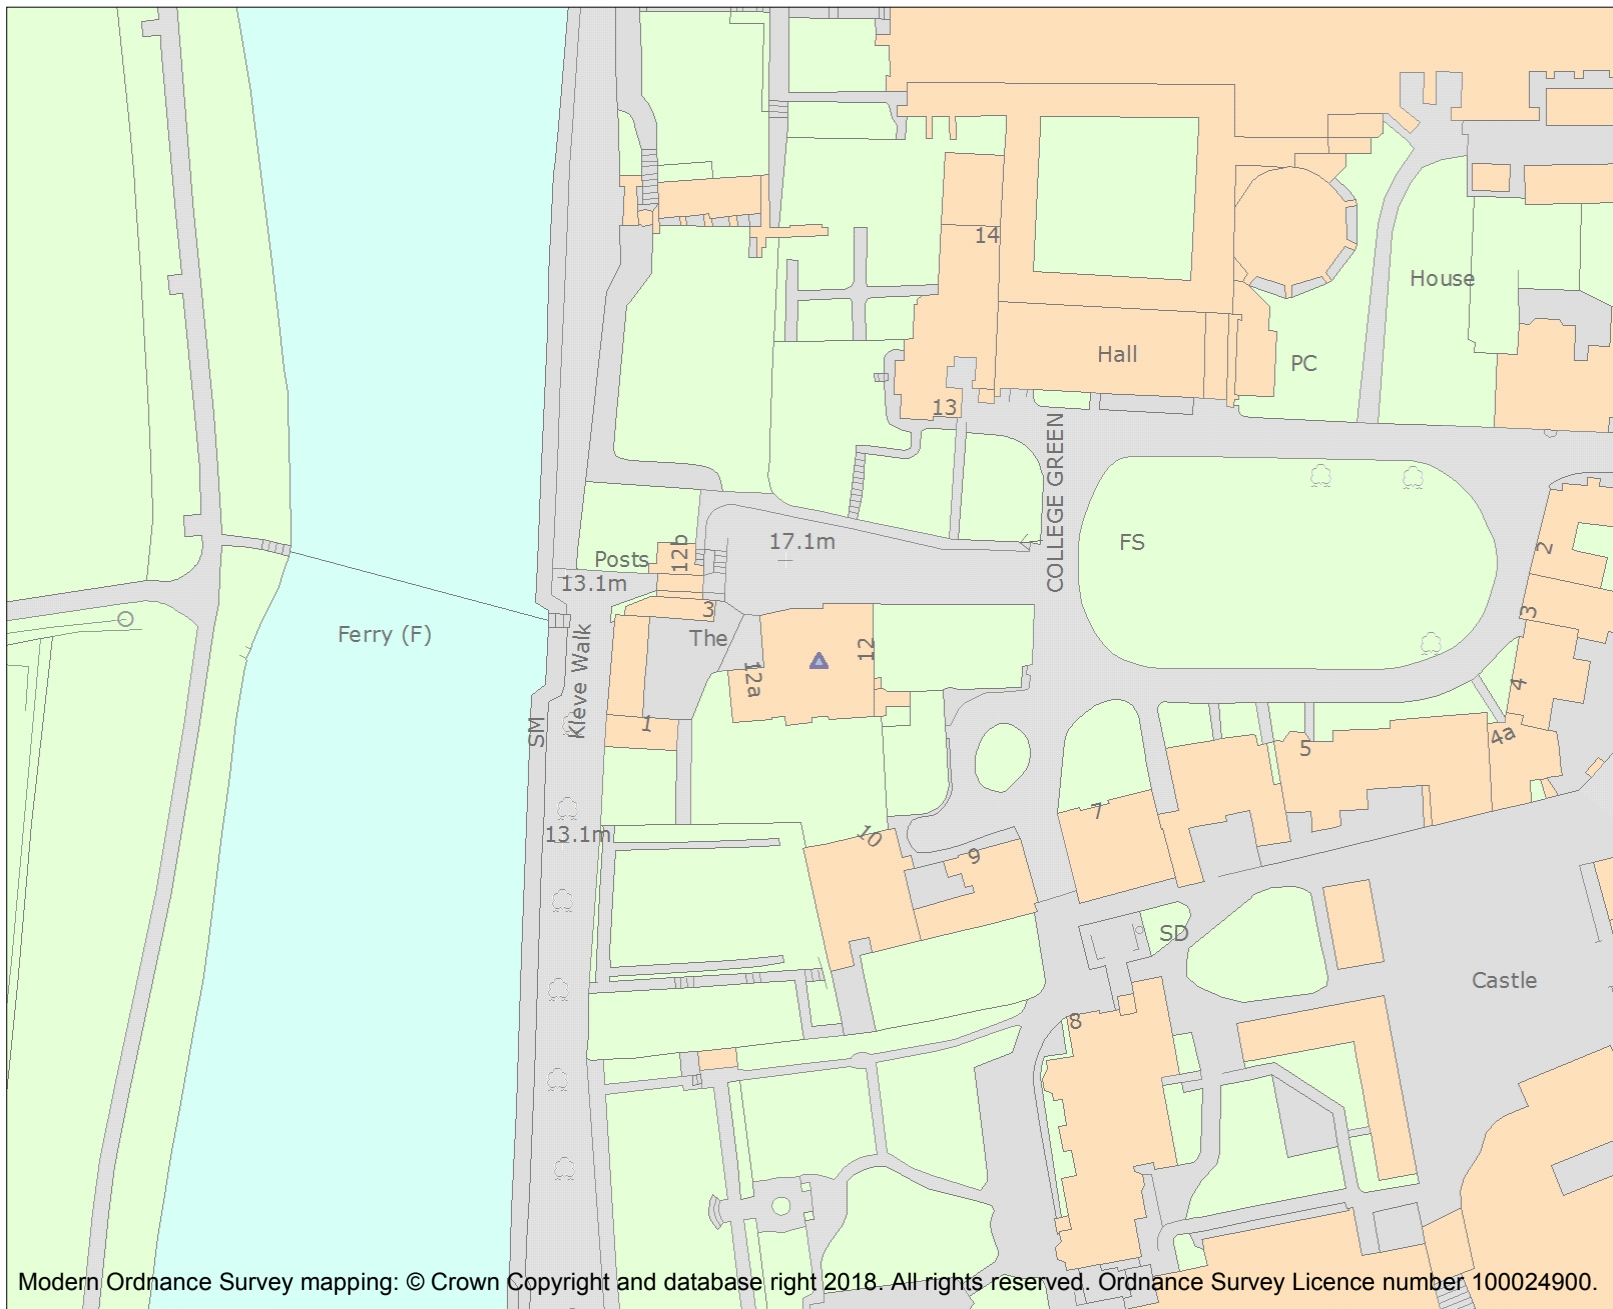 14
House
Hall
PC
13
COLLEGE GREEN
17.1m
FS
12b
Posts
13.1m
2
3
3
Ferry (F)
Kleve Walk
The
12
12a
4
SM
1
4a
5
7
13.1m
10
9
SD
Castle
8
Modern Ordnance Survey mapping: © Crown Copyright and database right 2018. All rights reserved. Ordnance Survey Licence number 100024900.